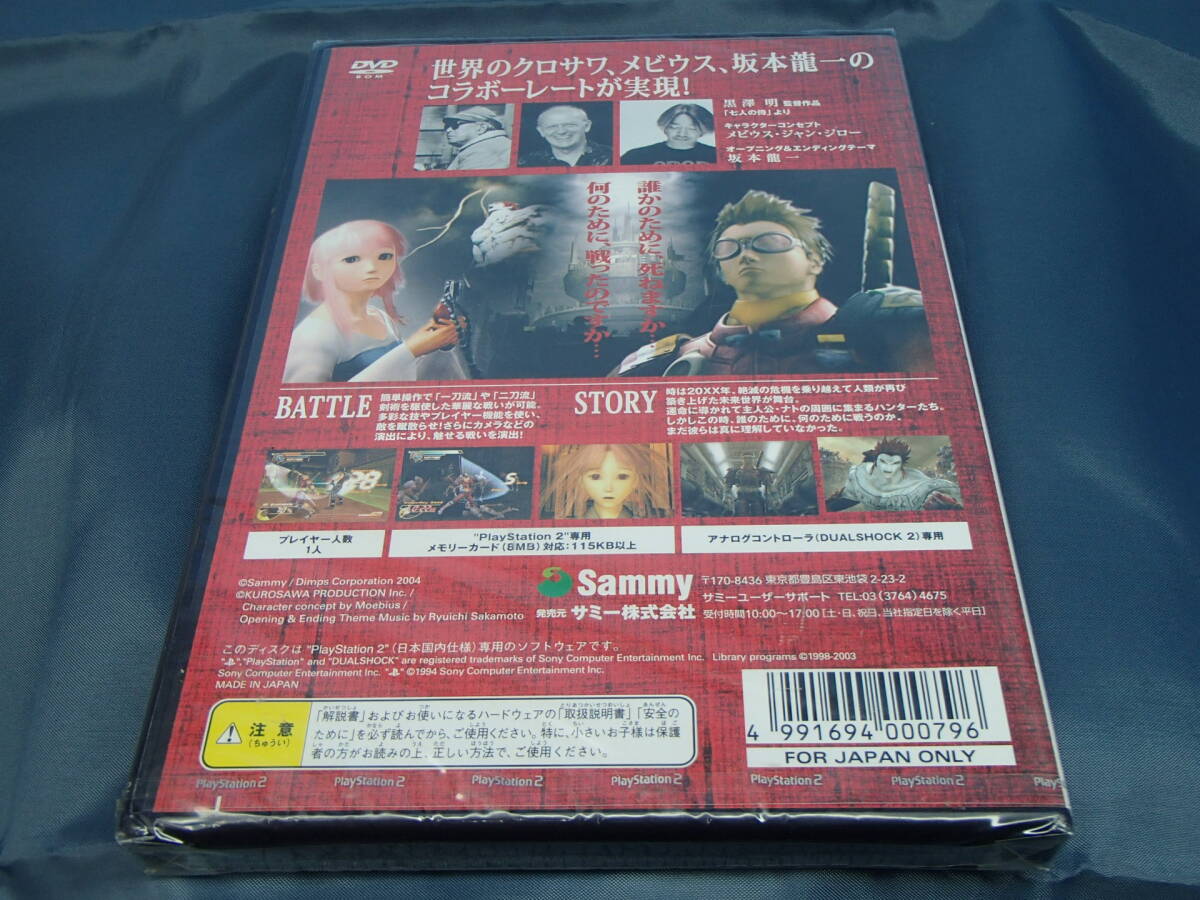 DVD
ROM
世界のクロサワ、メビウス、坂本龍一の
コラボーレートが実現!
黒澤 明 監督作品
「七人の侍」より
キャラクターコンセプト
メビウス・ジャン・ジロー
オープニング&エンディングテーマ
坂本龍一
誰かのために、死ねますか…
何のために、戦ったのですか…
BATTLE
簡単操作で「一刀流」や「二刀流」
剣術を駆使した華麗な戦いが可能。
多彩な技やプレイヤー機能を使い、
敵を蹴散らせ!さらにカメラなどの
演出により、魅せる戦いを演出!
STORY
時は20XX年、絶滅の危機を乗り越えて人類が再び
築き上げた未来世界が舞台。
運命に導かれて主人公・ナトの周囲に集まるハンターたち。
しかしこの時、誰のために、何のために戦うのか。
まだ彼らは真に理解していなかった。
プレイヤー人数
1人
"PlayStation 2"専用
メモリーカード(8MB)対応:115KB以上
アナログコントローラ(DUALSHOCK 2)専用
©Sammy / Dimps Corporation 2004
©KUROSAWA PRODUCTION Inc. /
Character concept by Moebius /
Opening & Ending Theme Music by Ryuichi Sakamoto
Sammy
発売元 サミー株式会社
〒170-8436 東京都豊島区東池袋2-23-2
サミーユーザーサポート TEL:03(3764)4675
受付時間10:00〜17:00[土・日、祝日、当社指定日を除く平日]
このディスクは "PlayStation 2" (日本国内仕様) 専用のソフトウェアです。
" ","PlayStation" and "DUALSHOCK" are registered trademarks of Sony Computer Entertainment Inc. Library programs ©1998-2003
Sony Computer Entertainment Inc. " " ©1994 Sony Computer Entertainment Inc.
MADE IN JAPAN
注意
(ちゅうい)
「解説書」およびお使いになるハードウェアの「取扱説明書」「安全の
ために」を必ず読んでから、ご使用ください。特に、小さいお子様は保護
者の方がお読みの上、正しい方法で、ご使用ください。
4 991694 000796
FOR JAPAN ONLY
PlayStation 2 PlayStation 2 PlayStation 2 PlayStation 2 PlayStation 2 PlayStation 2